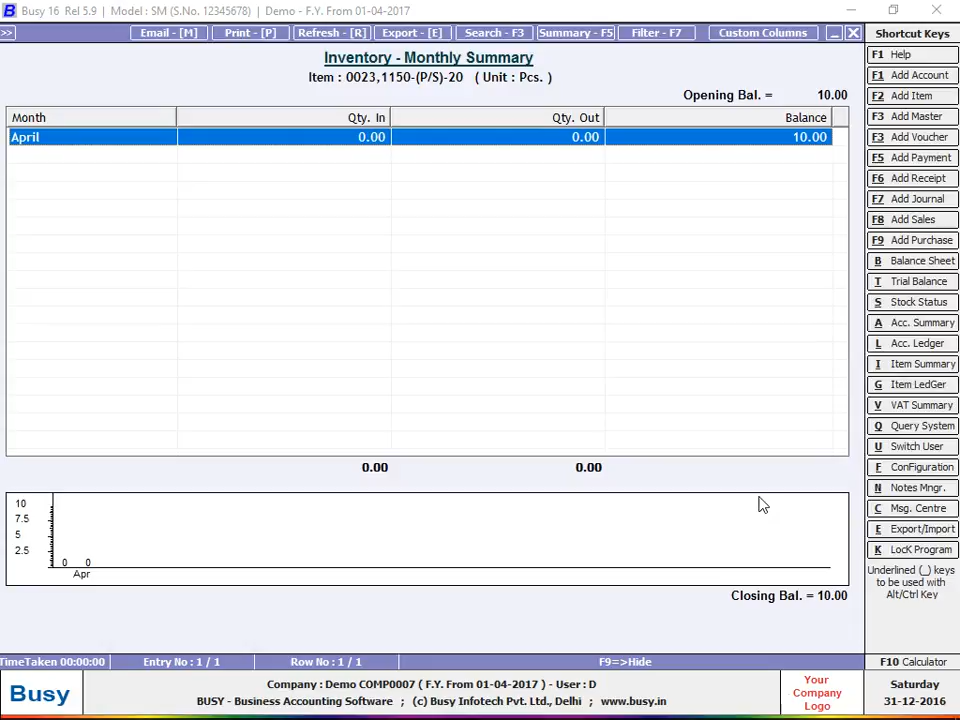 Busy 16 Rel 5.9 | Model : SM (S.No. 12345678) | Demo - F.Y. From 01-04-2017
>> Email - [M] Print - [P] Refresh - [R] Export - [E] Search - F3 Summary - F5 Filter - F7 Custom Columns
Shortcut Keys
Inventory - Monthly Summary
Item : 0023,1150-(P/S)-20 ( Unit : Pcs. )
Opening Bal. = 10.00
Month Qty. In Qty. Out Balance
April 0.00 0.00 10.00
0.00 0.00
10
7.5
5
2.5
0 0
Apr
Closing Bal. = 10.00
F1 Help
F1 Add Account
F2 Add Item
F3 Add Master
F3 Add Voucher
F5 Add Payment
F6 Add Receipt
F7 Add Journal
F8 Add Sales
F9 Add Purchase
B Balance Sheet
T Trial Balance
S Stock Status
A Acc. Summary
L Acc. Ledger
I Item Summary
G Item LedGer
V VAT Summary
Q Query System
U Switch User
F ConFiguration
N Notes Mngr.
C Msg. Centre
E Export/Import
K LocK Program
Underlined (_) keys
to be used with
Alt/Ctrl Key
TimeTaken 00:00:00 Entry No : 1 / 1 Row No : 1 / 1 F9=>Hide
F10 Calculator
Busy
Company : Demo COMP0007 ( F.Y. From 01-04-2017 ) - User : D
BUSY - Business Accounting Software ; (c) Busy Infotech Pvt. Ltd., Delhi ; www.busy.in
Your
Company
Logo
Saturday
31-12-2016